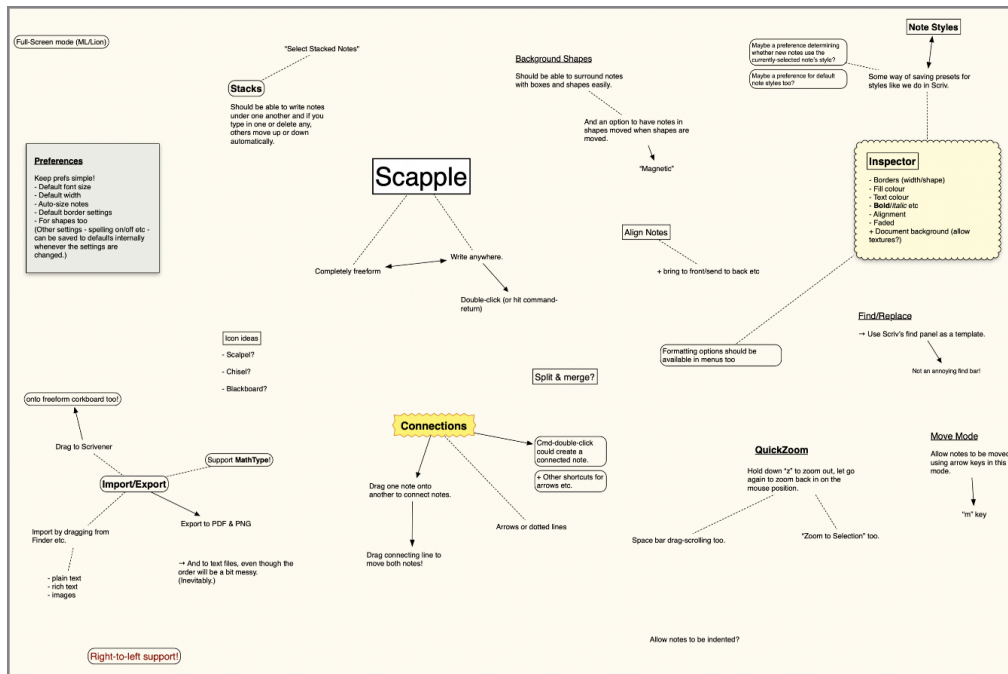 Full-Screen mode (ML/Lion)
"Select Stacked Notes"
Stacks
Should be able to write notes
under one another and if you
type in one or delete any,
others move up or down
automatically.
Background Shapes
Should be able to surround notes
with boxes and shapes easily.
And an option to have notes in
shapes moved when shapes are
moved.
"Magnetic"
Note Styles
Maybe a preference determining
whether new notes use the
currently-selected note's style?
Maybe a preference for default
note styles too?
Some way of saving presets for
styles like we do in Scriv.
Preferences
Keep prefs simple!
- Default font size
- Default width
- Auto-size notes
- Default border settings
- For shapes too
(Other settings - spelling on/off etc -
can be saved to defaults internally
whenever the settings are
changed.)
Scapple
Completely freeform
Write anywhere.
Double-click (or hit command-
return)
Inspector
- Borders (width/shape)
- Fill colour
- Text colour
- Bold/italic etc
- Alignment
- Faded
+ Document background (allow
textures?)
Align Notes
+ bring to front/send to back etc
Formatting options should be
available in menus too
Find/Replace
→ Use Scriv's find panel as a template.
Not an annoying find bar!
Icon ideas
- Scalpel?
- Chisel?
- Blackboard?
Split & merge?
onto freeform corkboard too!
Drag to Scrivener
Support MathType!
Import/Export
Import by dragging from
Finder etc.
- plain text
- rich text
- images
Export to PDF & PNG
→ And to text files, even though the
order will be a bit messy.
(Inevitably.)
Connections
Cmd-double-click
could create a
connected note.
+ Other shortcuts for
arrows etc.
Drag one note onto
another to connect notes.
Arrows or dotted lines
Drag connecting line to
move both notes!
QuickZoom
Hold down "z" to zoom out, let go
again to zoom back in on the
mouse position.
Space bar drag-scrolling too.
"Zoom to Selection" too.
Move Mode
Allow notes to be moved
using arrow keys in this
mode.
"m" key
Allow notes to be indented?
Right-to-left support!